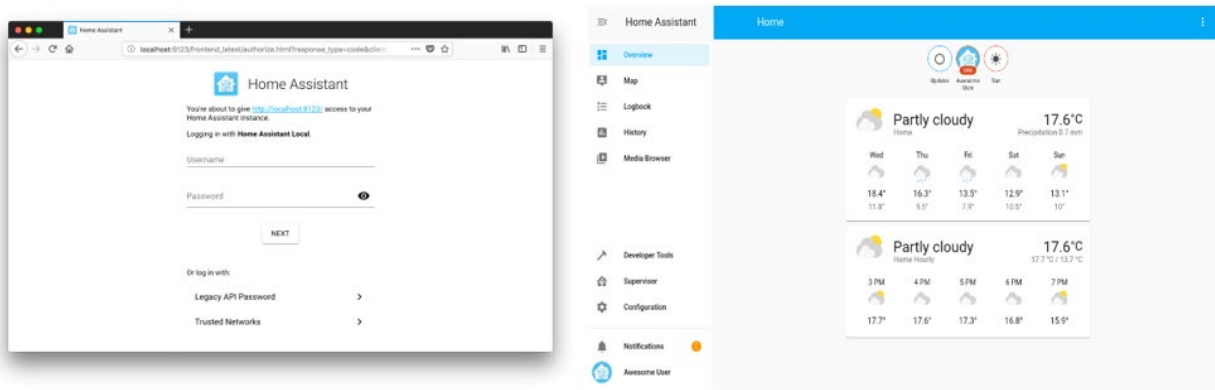 Home Assistant
localhost:8123/frontend_latest/authorize.html?response_type=code&client
Home Assistant
You're about to give http://localhost:8123/ access to your
Home Assistant instance.
Logging in with Home Assistant Local.
Username
Password
NEXT
Or log in with
Legacy API Password
Trusted Networks
Home Assistant
Overview
Map
Logbook
History
Media Browser
Developer Tools
Supervisor
Configuration
Notifications
Awesome User
Home
Updater Awesome User Sun
Partly cloudy 17.6°C
Home Precipitation 0.7 mm
Wed Thu Fri Sat Sun
18.4° 16.3° 13.5° 12.9° 13.1°
11.8° 9.5° 7.9° 10.5° 10°
Partly cloudy 17.6°C
Home Hourly 17.7 °C / 13.7 °C
3 PM 4 PM 5 PM 6 PM 7 PM
17.7° 17.6° 17.3° 16.8° 15.9°